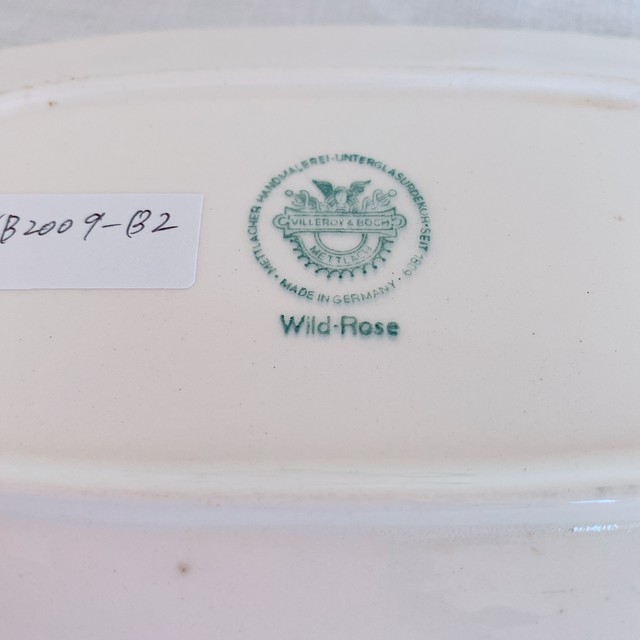 B2009-B2
METTLACHER HANDMALEREI-UNTERGLASURDEKOR-SEIT
VILLEROY & BOCH
METTLACH
MADE IN GERMANY
Wild-Rose